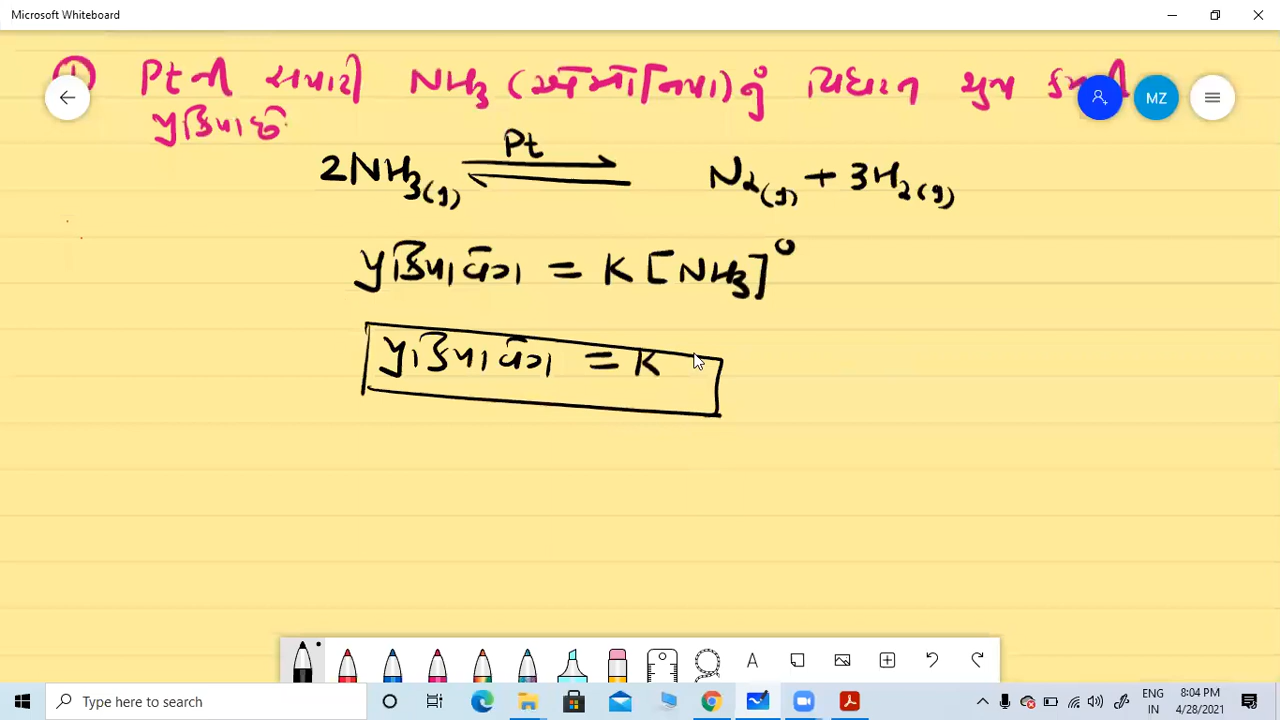 Microsoft Whiteboard
① Pt ની સપાટી NH₃ (એમોનિયા)નું વિઘટન શૂન્ય ક્રમની
પ્રક્રિયા છે.
2NH₃(g) ⇌ Pt N₂(g) + 3H₂(g)
પ્રક્રિયા વેગ = K [NH₃]⁰
પ્રક્રિયા વેગ = K
MZ
Type here to search
ENG
IN
8:04 PM
4/28/2021